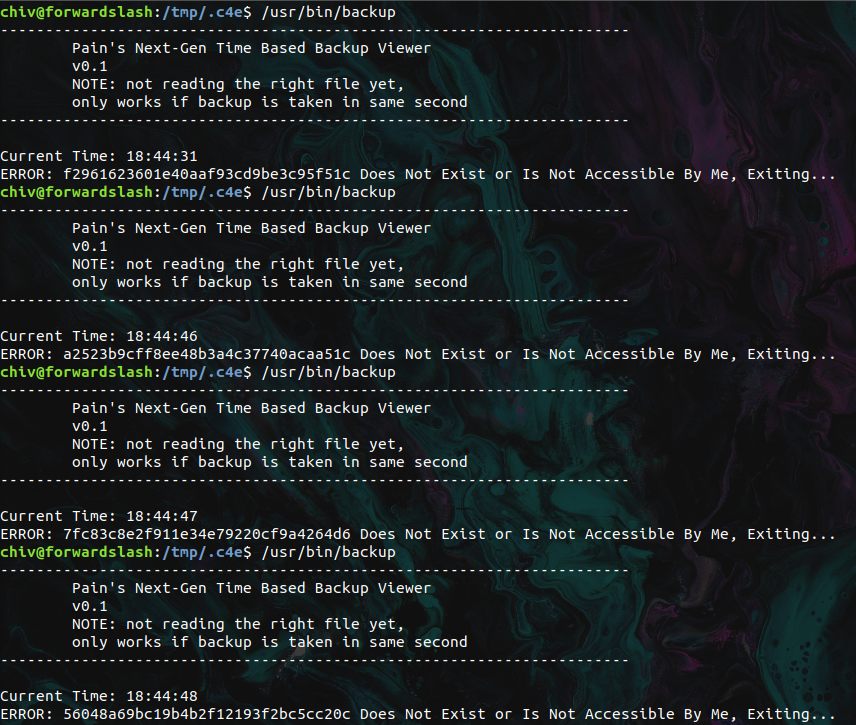 chiv@forwardslash:/tmp/.c4e$ /usr/bin/backup
----------------------------------------------------------------------
        Pain's Next-Gen Time Based Backup Viewer
        v0.1
        NOTE: not reading the right file yet,
        only works if backup is taken in same second
----------------------------------------------------------------------

Current Time: 18:44:31
ERROR: f2961623601e40aaf93cd9be3c95f51c Does Not Exist or Is Not Accessible By Me, Exiting...
chiv@forwardslash:/tmp/.c4e$ /usr/bin/backup
----------------------------------------------------------------------
        Pain's Next-Gen Time Based Backup Viewer
        v0.1
        NOTE: not reading the right file yet,
        only works if backup is taken in same second
----------------------------------------------------------------------

Current Time: 18:44:46
ERROR: a2523b9cff8ee48b3a4c37740acaa51c Does Not Exist or Is Not Accessible By Me, Exiting...
chiv@forwardslash:/tmp/.c4e$ /usr/bin/backup
----------------------------------------------------------------------
        Pain's Next-Gen Time Based Backup Viewer
        v0.1
        NOTE: not reading the right file yet,
        only works if backup is taken in same second
----------------------------------------------------------------------

Current Time: 18:44:47
ERROR: 7fc83c8e2f911e34e79220cf9a4264d6 Does Not Exist or Is Not Accessible By Me, Exiting...
chiv@forwardslash:/tmp/.c4e$ /usr/bin/backup
----------------------------------------------------------------------
        Pain's Next-Gen Time Based Backup Viewer
        v0.1
        NOTE: not reading the right file yet,
        only works if backup is taken in same second
----------------------------------------------------------------------

Current Time: 18:44:48
ERROR: 56048a69bc19b4b2f12193f2bc5cc20c Does Not Exist or Is Not Accessible By Me, Exiting...